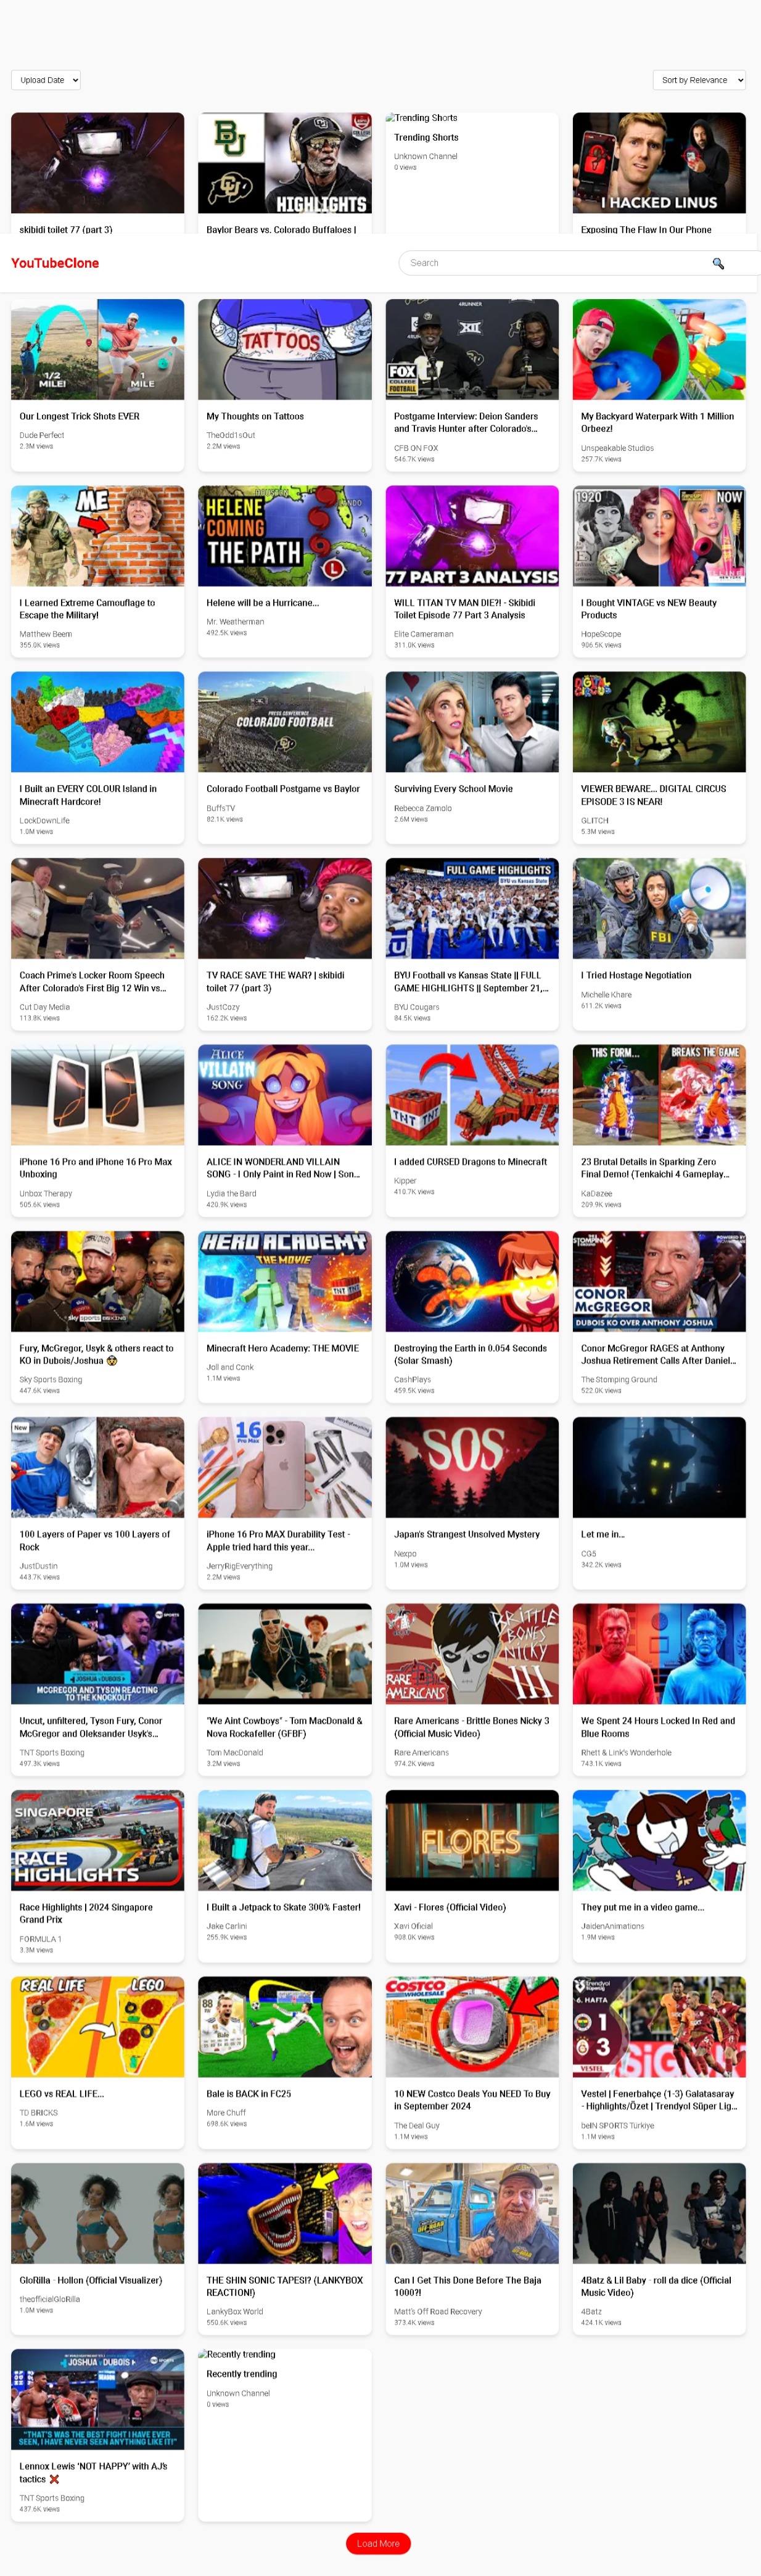 Upload Date
Sort by Relevance
BU
CU
HIGHLIGHTS
Trending Shorts
Trending Shorts
Unknown Channel
0 views
I HACKED LINUS
skibidi toilet 77 (part 3)
Baylor Bears vs. Colorado Buffaloes |
Exposing The Flaw In Our Phone
YouTubeClone
Search
1/2
MILE!
1
MILE
TATTOOS
4RUNNER
XII
FOX
COLLEGE
FOOTBALL
Our Longest Trick Shots EVER
Dude Perfect
2.3M views
My Thoughts on Tattoos
TheOdd1sOut
2.2M views
Postgame Interview: Deion Sanders
and Travis Hunter after Colorado's...
CFB ON FOX
546.7K views
My Backyard Waterpark With 1 Million
Orbeez!
Unspeakable Studios
257.7K views
ME
HELENE
COMING
THE PATH
L
77 PART 3 ANALYSIS
1920
NOW
I Learned Extreme Camouflage to
Escape the Military!
Matthew Beem
355.0K views
Helene will be a Hurricane...
Mr. Weatherman
492.5K views
WILL TITAN TV MAN DIE?! - Skibidi
Toilet Episode 77 Part 3 Analysis
Elite Cameraman
311.0K views
I Bought VINTAGE vs NEW Beauty
Products
HopeScope
906.5K views
PRESS CONFERENCE
COLORADO FOOTBALL
DIGITAL
CIRCUS
I Built an EVERY COLOUR Island in
Minecraft Hardcore!
LockDownLife
1.0M views
Colorado Football Postgame vs Baylor
BuffsTV
82.1K views
Surviving Every School Movie
Rebecca Zamolo
2.6M views
VIEWER BEWARE... DIGITAL CIRCUS
EPISODE 3 IS NEAR!
GLITCH
5.3M views
FULL GAME HIGHLIGHTS
BYU vs Kansas State
FBI
Coach Prime's Locker Room Speech
After Colorado's First Big 12 Win vs...
Cut Day Media
113.8K views
TV RACE SAVE THE WAR? | skibidi
toilet 77 (part 3)
JustCozy
162.2K views
BYU Football vs Kansas State || FULL
GAME HIGHLIGHTS || September 21,...
BYU Cougars
84.5K views
I Tried Hostage Negotiation
Michelle Khare
611.2K views
ALICE
VILLAIN
SONG
TNT
TNT
THIS FORM...
BREAKS THE GAME
iPhone 16 Pro and iPhone 16 Pro Max
Unboxing
Unbox Therapy
505.6K views
ALICE IN WONDERLAND VILLAIN
SONG - I Only Paint in Red Now | Son...
Lydia the Bard
420.9K views
I added CURSED Dragons to Minecraft
Kipper
410.7K views
23 Brutal Details in Sparking Zero
Final Demo! (Tenkaichi 4 Gameplay...
KaDazee
209.9K views
sky sports BOXING
HERO ACADEMY
THE MOVIE
TNT
STOMPING
CONOR
McGREGOR
DUBOIS KO OVER ANTHONY JOSHUA
Fury, McGregor, Usyk & others react to
KO in Dubois/Joshua 🤯
Sky Sports Boxing
447.6K views
Minecraft Hero Academy: THE MOVIE
Joll and Conk
1.1M views
Destroying the Earth in 0.054 Seconds
(Solar Smash)
CashPlays
459.5K views
Conor McGregor RAGES at Anthony
Joshua Retirement Calls After Daniel...
The Stomping Ground
522.0K views
New
16
Pro Max
SOS
100 Layers of Paper vs 100 Layers of
Rock
JustDustin
443.7K views
iPhone 16 Pro MAX Durability Test -
Apple tried hard this year...
JerryRigEverything
2.2M views
Japan's Strangest Unsolved Mystery
Nexpo
1.0M views
Let me in...
CG5
342.2K views
SPORTS
JOSHUA v DUBOIS
MCGREGOR AND TYSON REACTING
TO THE KNOCKOUT
RARE
AMERICANS
BRITTLE
BONES
NICKY
III
Uncut, unfiltered, Tyson Fury, Conor
McGregor and Oleksander Usyk's...
TNT Sports Boxing
497.3K views
"We Aint Cowboys" - Tom MacDonald &
Nova Rockafeller (GFBF)
Tom MacDonald
3.2M views
Rare Americans - Brittle Bones Nicky 3
(Official Music Video)
Rare Americans
974.2K views
We Spent 24 Hours Locked In Red and
Blue Rooms
Rhett & Link's Wonderhole
743.1K views
SINGAPORE
RACE
HIGHLIGHTS
FLORES
Race Highlights | 2024 Singapore
Grand Prix
FORMULA 1
3.3M views
I Built a Jetpack to Skate 300% Faster!
Jake Carlini
255.9K views
Xavi - Flores (Official Video)
Xavi Oficial
908.0K views
They put me in a video game...
JaidenAnimations
1.9M views
REAL LIFE
LEGO
88
COSTCO
WHOLESALE
trendyol
süperlig
6. HAFTA
1
3
VESTEL
LEGO vs REAL LIFE...
TD BRICKS
1.6M views
Bale is BACK in FC25
More Chuff
698.6K views
10 NEW Costco Deals You NEED To Buy
in September 2024
The Deal Guy
1.1M views
Vestel | Fenerbahçe (1-3) Galatasaray
- Highlights/Özet | Trendyol Süper Lig...
beIN SPORTS Türkiye
1.1M views
GloRilla - Hollon (Official Visualizer)
theofficialGloRilla
1.0M views
THE SHIN SONIC TAPES!? (LANKYBOX
REACTION!)
LankyBox World
550.6K views
Can I Get This Done Before The Baja
1000?!
Matt's Off Road Recovery
373.4K views
4Batz & Lil Baby - roll da dice (Official
Music Video)
4Batz
424.1K views
JOSHUA v DUBOIS
SPORTS
"THAT'S WAS THE BEST FIGHT I HAVE EVER
SEEN, I HAVE NEVER SEEN ANYTHING LIKE IT!"
Recently trending
Recently trending
Unknown Channel
0 views
Lennox Lewis 'NOT HAPPY' with AJ's
tactics ❌
TNT Sports Boxing
437.6K views
Load More